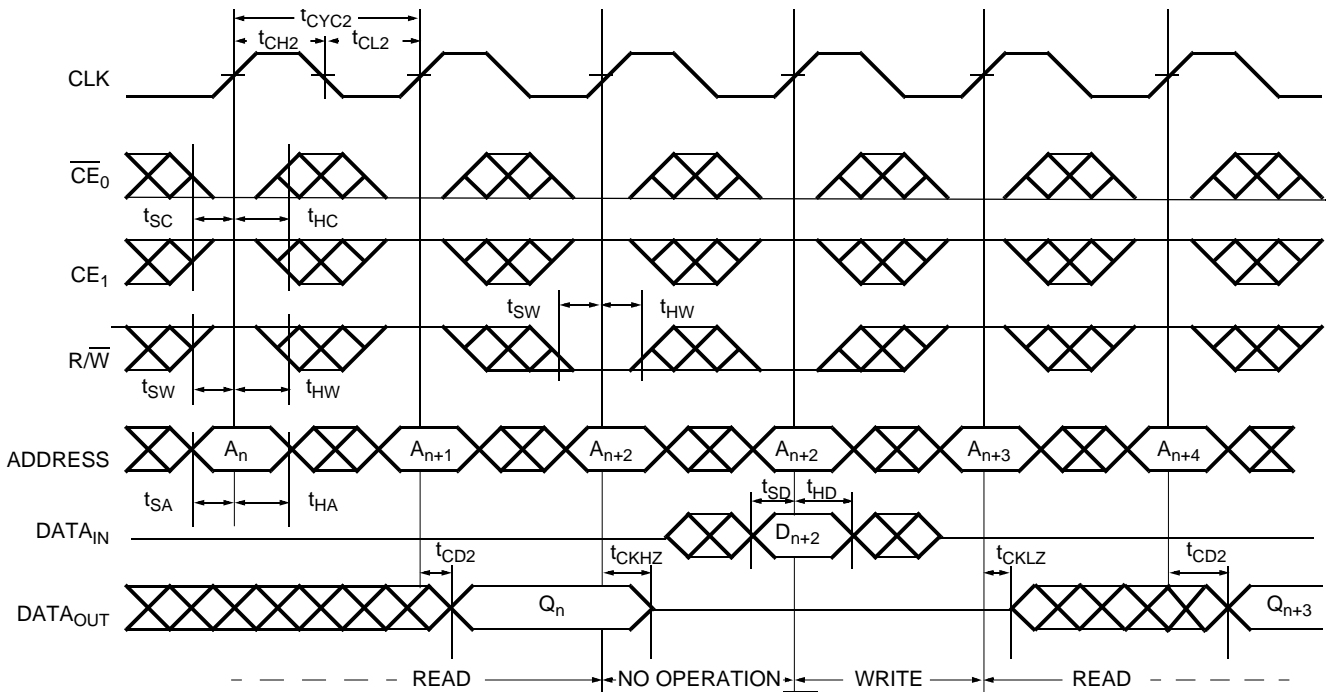 tCYC2
tCH2 tCL2
CLK
CE0
tSC tHC
CE1
tSW tHW
R/W
tSW tHW
ADDRESS An An+1 An+2 An+2 An+3 An+4
tSA tHA tSD tHD
DATAIN Dn+2
tCD2 tCKHZ tCKLZ tCD2
DATAOUT Qn Qn+3
READ NO OPERATION WRITE READ